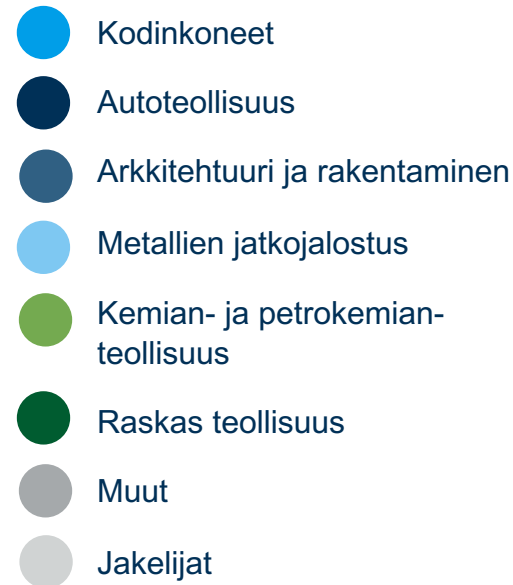 Kodinkoneet
Autoteollisuus
Arkkitehtuuri ja rakentaminen
Metallien jatkojalostus
Kemian- ja petrokemian-
teollisuus
Raskas teollisuus
Muut
Jakelijat